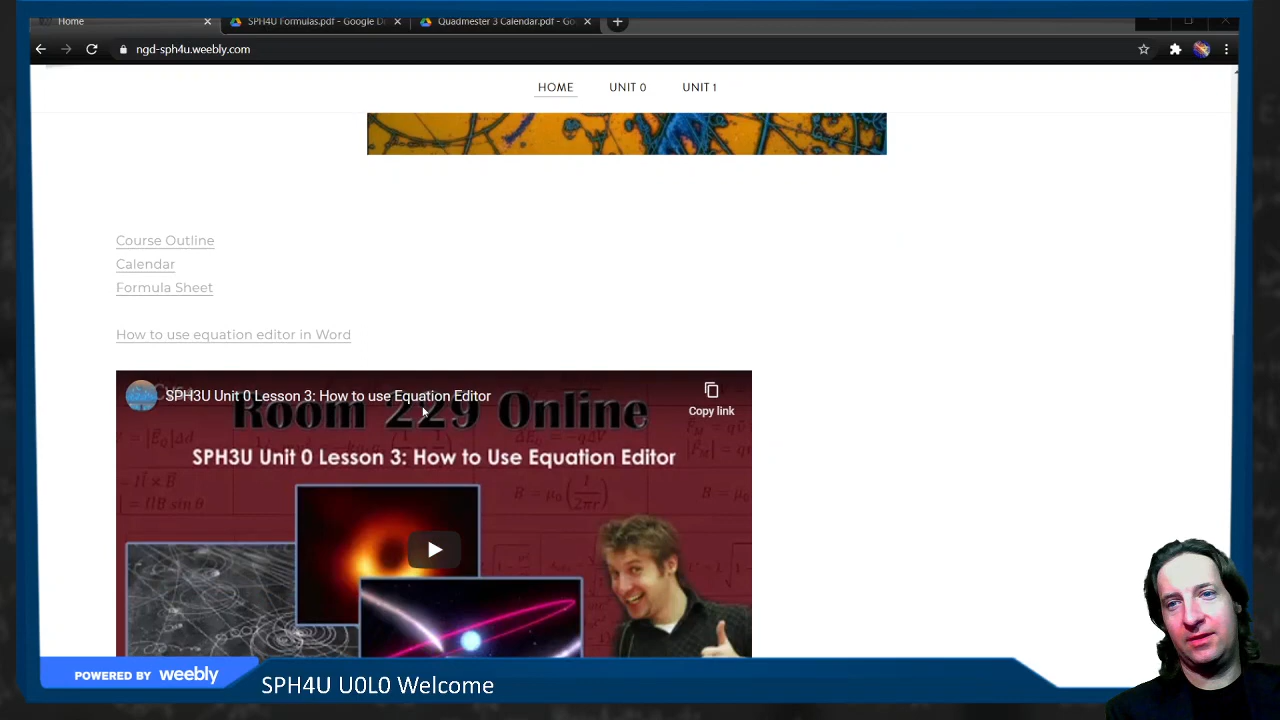 Home
SPH4U Formulas.pdf - Google D
Quadmester 3 Calendar.pdf - Go
ngd-sph4u.weebly.com
HOME
UNIT 0
UNIT 1
Course Outline
Calendar
Formula Sheet
How to use equation editor in Word
SPH3U Unit 0 Lesson 3: How to use Equation Editor
Copy link
Room 229 Online
SPH3U Unit 0 Lesson 3: How to Use Equation Editor
POWERED BY weebly
SPH4U U0L0 Welcome